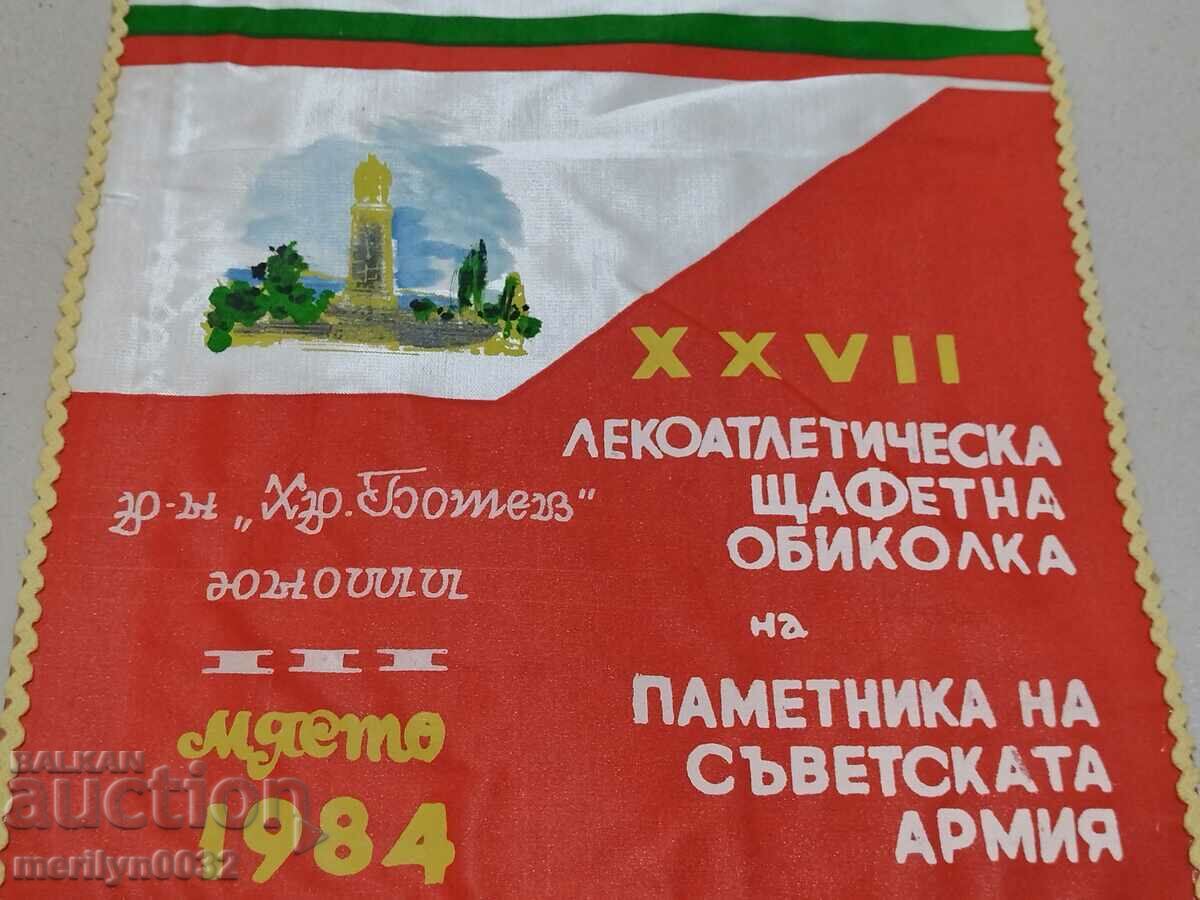 XXVII
ЛЕКОАТЛЕТИЧЕСКА
ЩАФЕТНА
ОБИКОЛКА
на
ПАМЕТНИКА НА
СЪВЕТСКАТА
АРМИЯ
р-н „Хр. Ботев"
юноши
III
място
1984
BALKAN
auction
merilyn0032